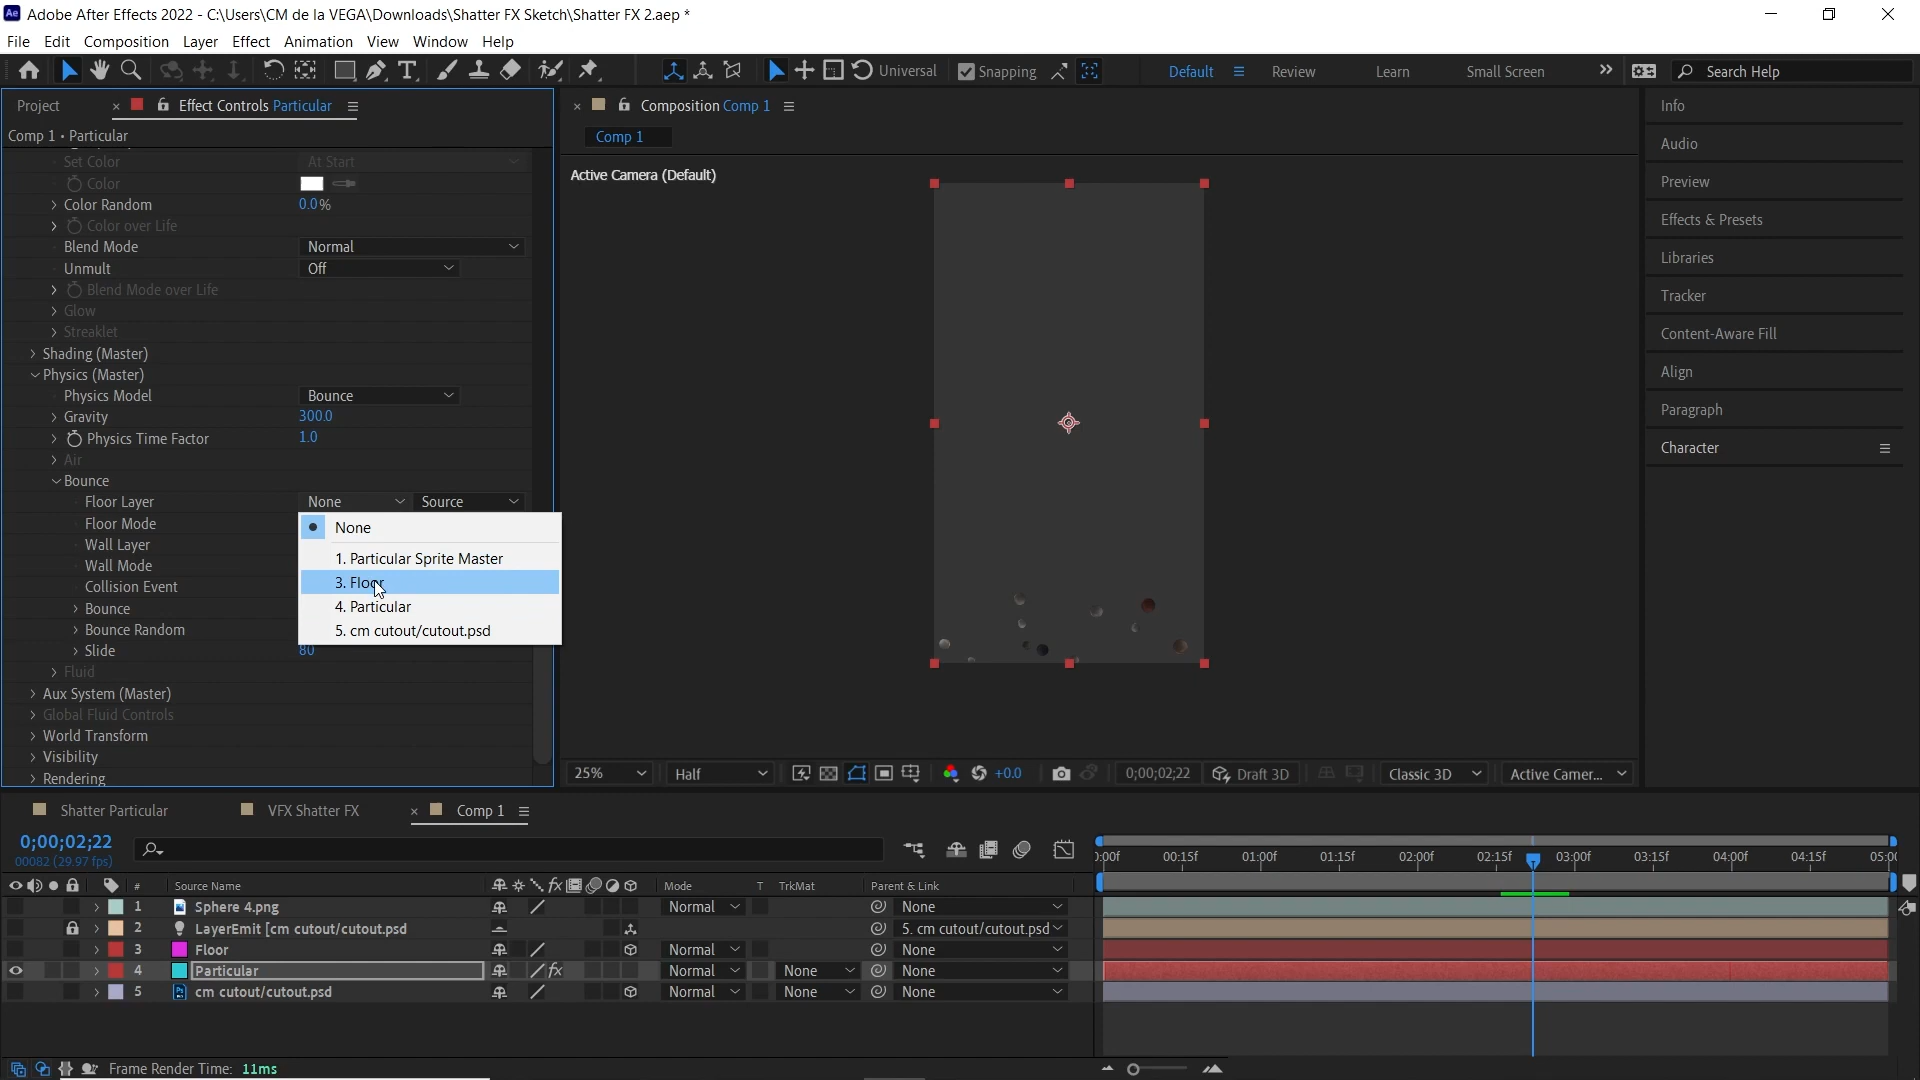 Adobe After Effects 2022 - C:\Users\CM de la VEGA\Downloads\Shatter FX Sketch\Shatter FX 2.aep *
File Edit Composition Layer Effect Animation View Window Help
Universal Snapping Default Review Learn Small Screen Search Help
Project Effect Controls Particular
Comp 1 • Particular
Set Color At Start
Color
Color Random 0.0%
Color over Life
Blend Mode Normal
Unmult Off
Blend Mode over Life
Glow
Streaklet
Shading (Master)
Physics (Master)
Physics Model Bounce
Gravity 300.0
Physics Time Factor 1.0
Air
Bounce
Floor Layer None Source
Floor Mode
Wall Layer
Wall Mode
Collision Event
Bounce
Bounce Random
Slide 80
Fluid
Aux System (Master)
Global Fluid Controls
World Transform
Visibility
Rendering
None
1. Particular Sprite Master
3. Floor
4. Particular
5. cm cutout/cutout.psd
Composition Comp 1
Comp 1
Active Camera (Default)
25% Half +0.0 0;00;02;22 Draft 3D Classic 3D Active Camer...
Info
Audio
Preview
Effects & Presets
Libraries
Tracker
Content-Aware Fill
Align
Paragraph
Character
Shatter Particular VFX Shatter FX Comp 1
0;00;02;22
00082 (29.97 fps)
00f 00:15f 01:00f 01:15f 02:00f 02:15f 03:00f 03:15f 04:00f 04:15f 05:00
# Source Name fx Mode T TrkMat Parent & Link
1 Sphere 4.png Normal None
2 LayerEmit [cm cutout/cutout.psd 5. cm cutout/cutout.psd
3 Floor Normal None
4 Particular fx Normal None None
5 cm cutout/cutout.psd Normal None None
Frame Render Time: 11ms